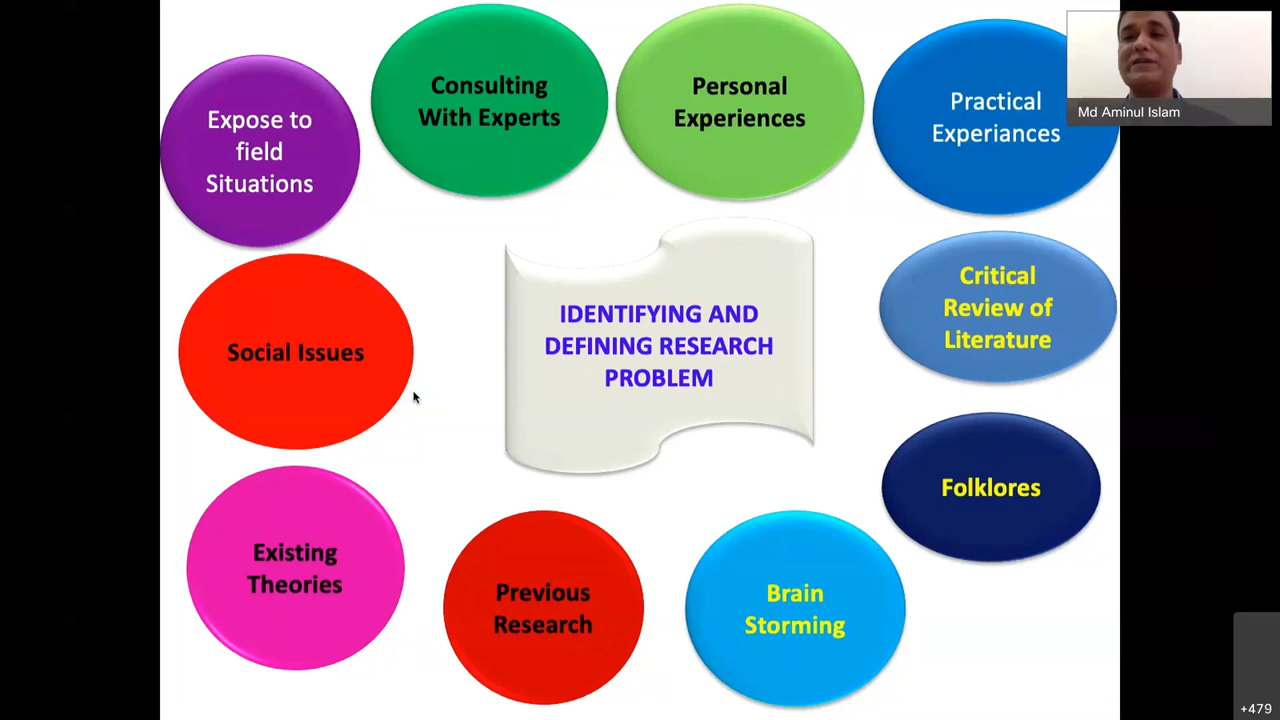 Expose to
field
Situations
Consulting
With Experts
Personal
Experiences
Practical
Experiances
Md Aminul Islam
IDENTIFYING AND
DEFINING RESEARCH
PROBLEM
Critical
Review of
Literature
Social Issues
Folklores
Existing
Theories
Previous
Research
Brain
Storming
+479